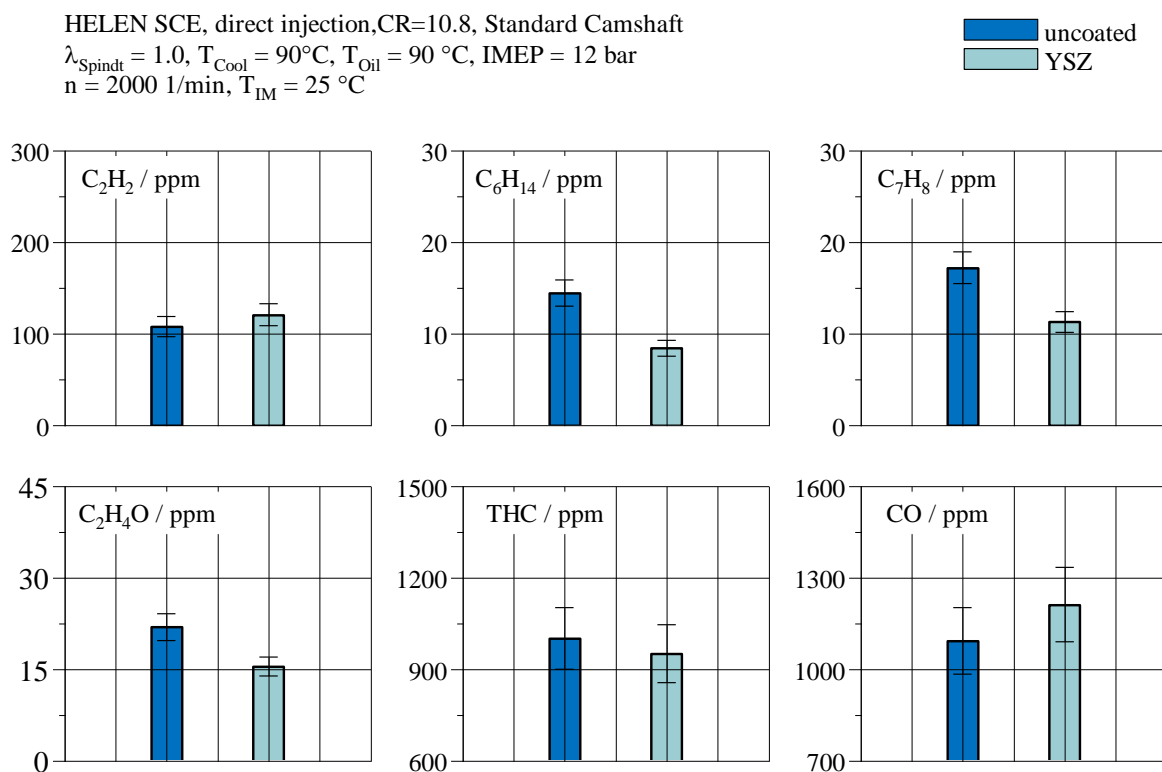 HELEN SCE, direct injection,CR=10.8, Standard Camshaft
λSpindt = 1.0, TCool = 90°C, TOil = 90 °C, IMEP = 12 bar
n = 2000 1/min, TIM = 25 °C
uncoated
YSZ
C2H2 / ppm
300
200
100
0
C6H14 / ppm
30
20
10
0
C7H8 / ppm
30
20
10
0
C2H4O / ppm
45
30
15
0
THC / ppm
1500
1200
900
600
CO / ppm
1600
1300
1000
700